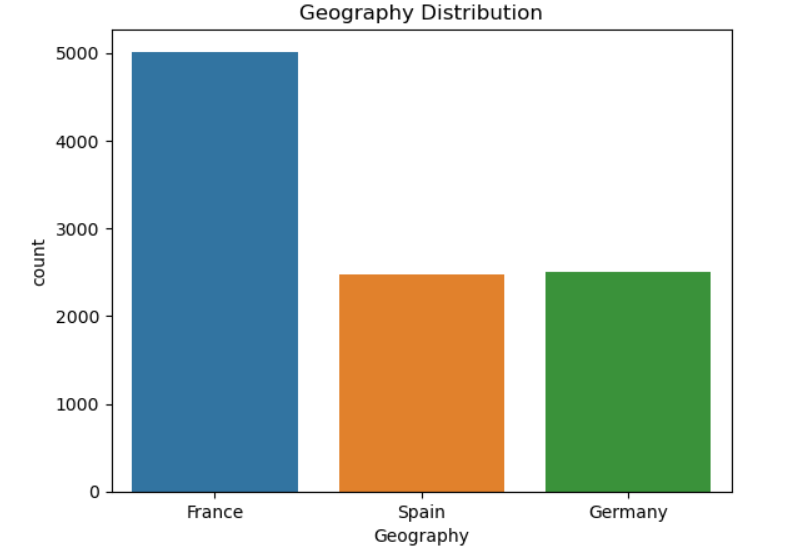 Geography Distribution
5000
4000
3000
2000
1000
0
count
France Spain Germany
Geography